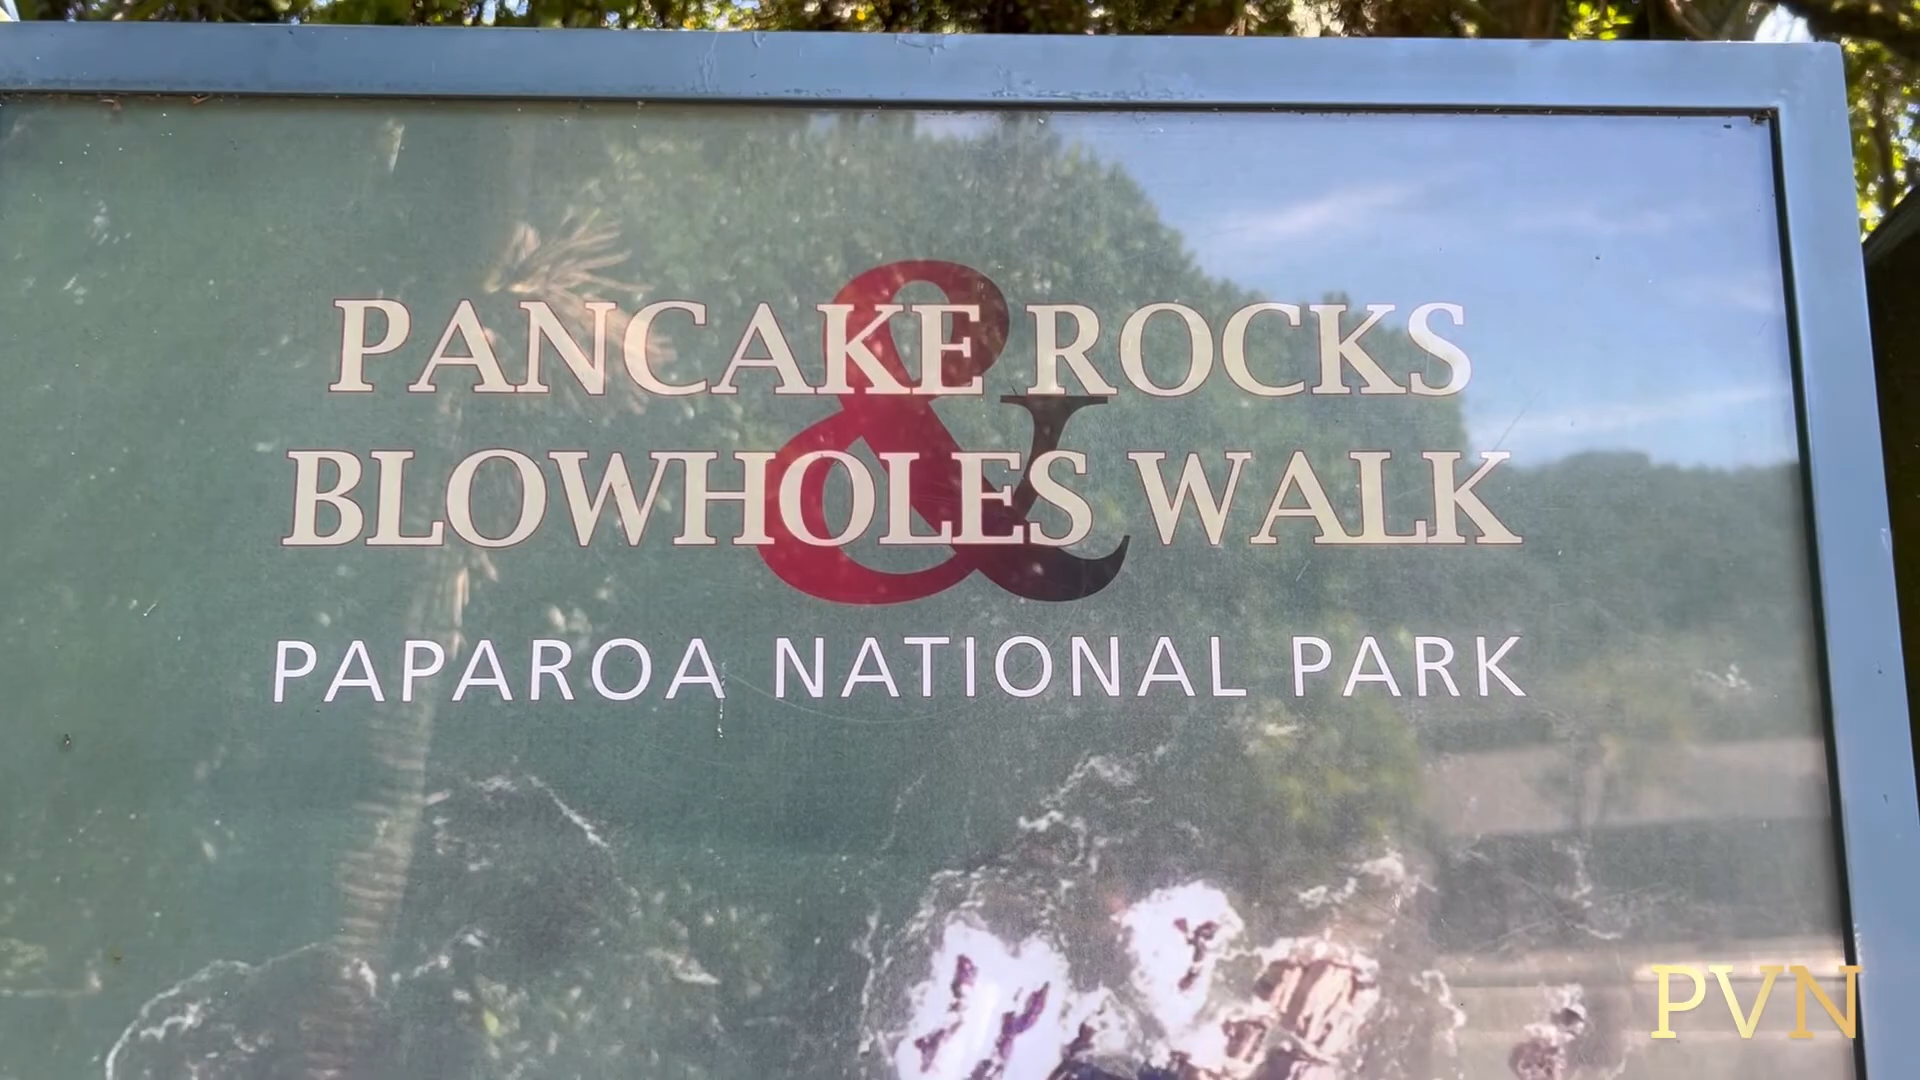 PANCAKE ROCKS
&
BLOWHOLES WALK
PAPAROA NATIONAL PARK
PVN